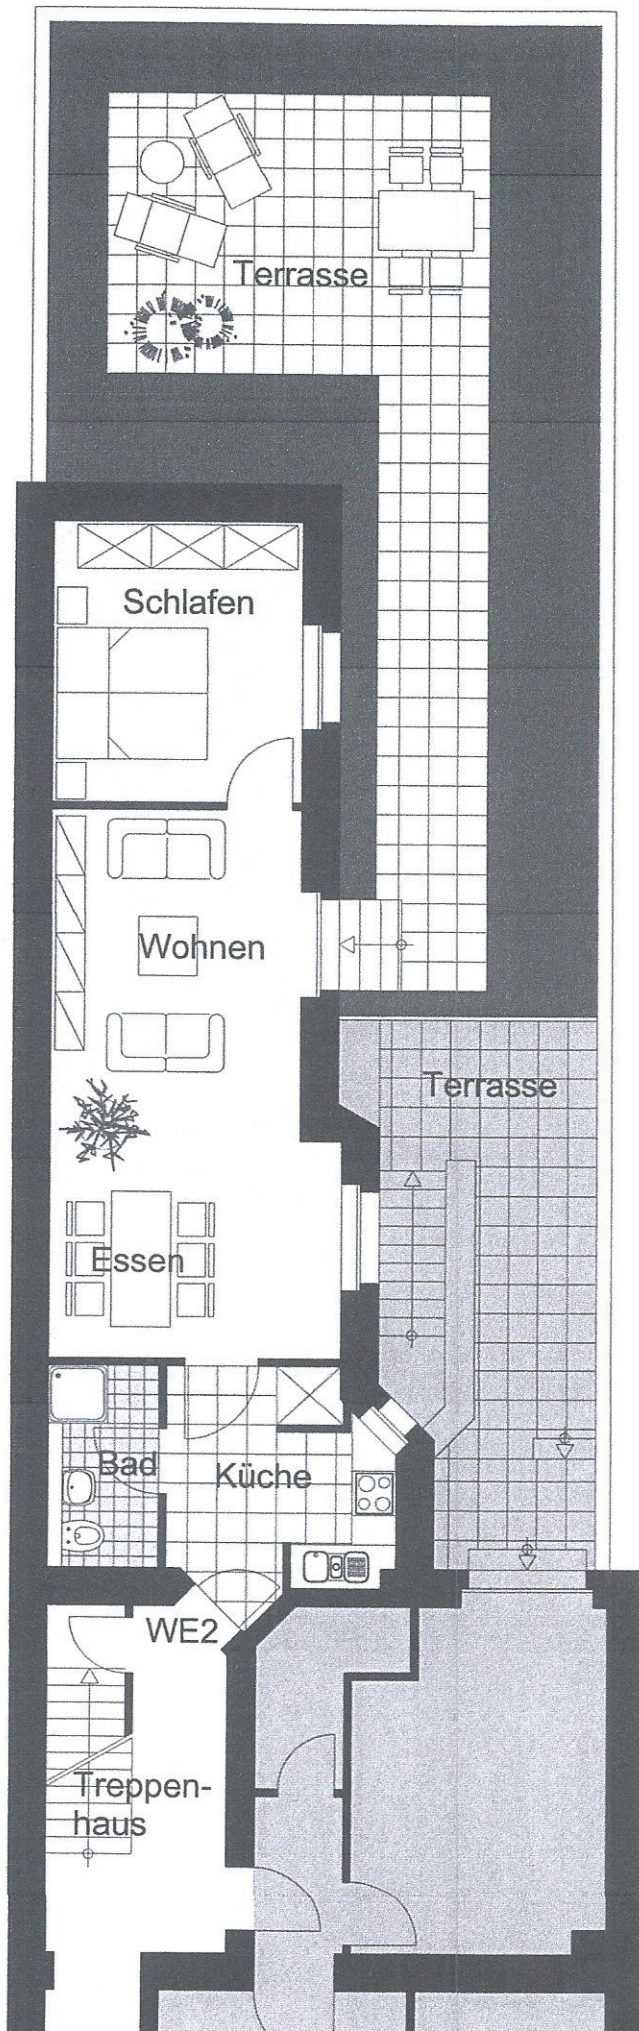 Terrasse
Schlafen
Wohnen
Terrasse
Essen
Bad
Küche
WE2
Treppen-
haus